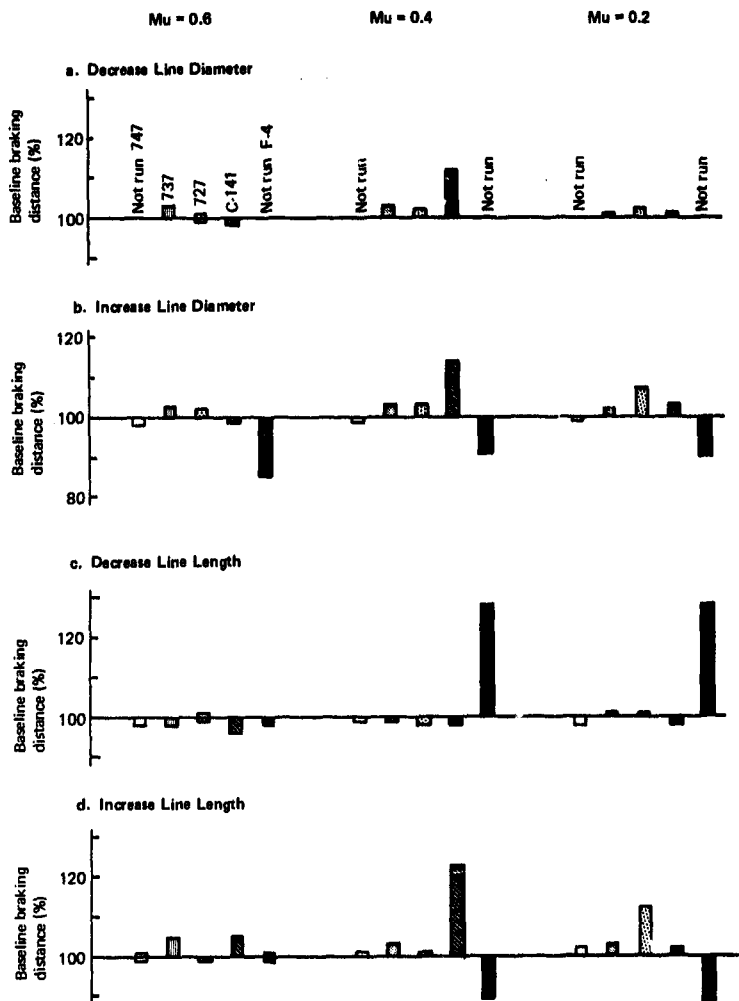 Mu = 0.6 Mu = 0.4 Mu = 0.2
a. Decrease Line Diameter
Baseline braking
distance (%)
120
100
Not run 747
737
727
C-141
Not run F-4
Not run
Not run
Not run
Not run
b. Increase Line Diameter
Baseline braking
distance (%)
120
100
80
c. Decrease Line Length
Baseline braking
distance (%)
120
100
d. Increase Line Length
Baseline braking
distance (%)
120
100